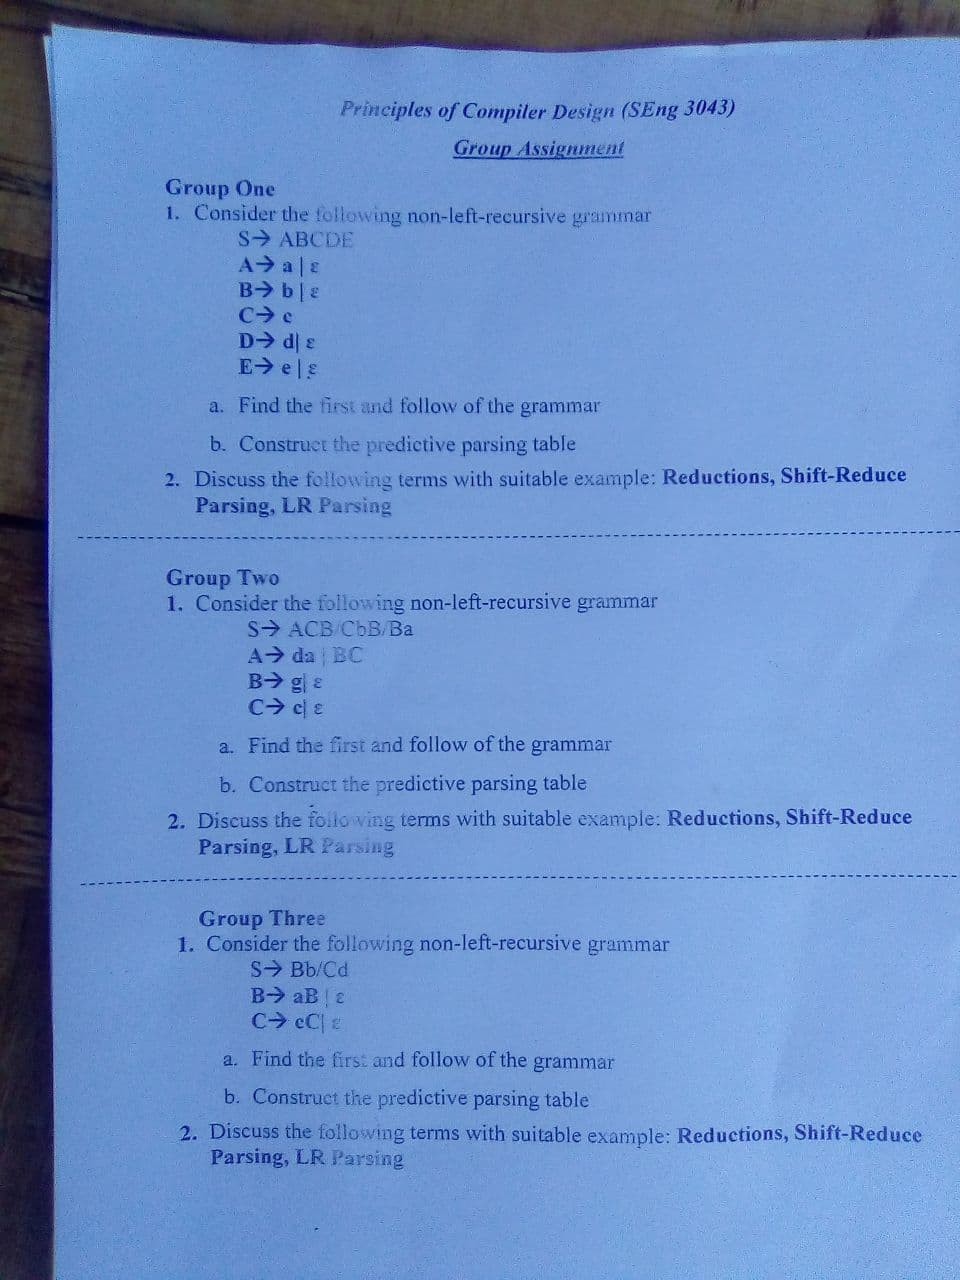 Principles of Compiler Design (SEng 3043)
Group Assignment
Group One
1. Consider the following non-left-recursive grammar
S→ ABCDE
A→ a | ε
B→ b | ε
C→ c
D→ d| ε
E→ e | ε
a. Find the first and follow of the grammar
b. Construct the predictive parsing table
2. Discuss the following terms with suitable example: Reductions, Shift-Reduce
Parsing, LR Parsing
Group Two
1. Consider the following non-left-recursive grammar
S→ ACB/CbB/Ba
A→ da | BC
B→ g| ε
C→ c| ε
a. Find the first and follow of the grammar
b. Construct the predictive parsing table
2. Discuss the following terms with suitable example: Reductions, Shift-Reduce
Parsing, LR Parsing
Group Three
1. Consider the following non-left-recursive grammar
S→ Bb/Cd
B→ aB | ε
C→ cC| ε
a. Find the first and follow of the grammar
b. Construct the predictive parsing table
2. Discuss the following terms with suitable example: Reductions, Shift-Reduce
Parsing, LR Parsing